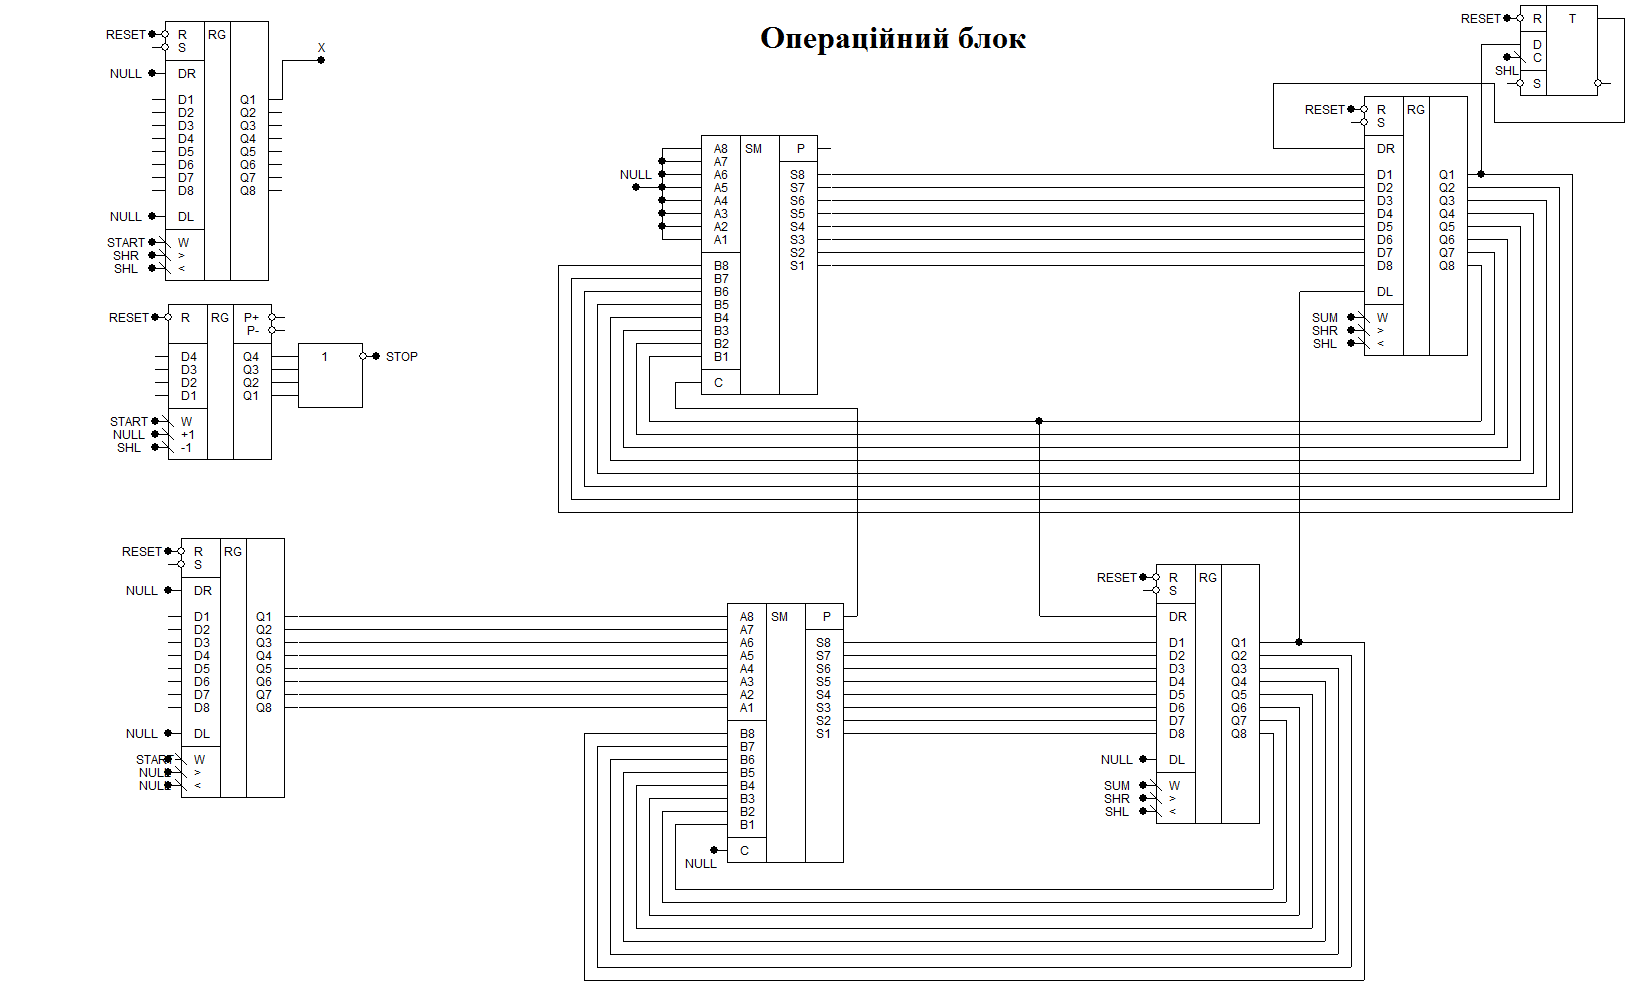 Операційний блок
RESET R RG
S
NULL DR
X
D1 Q1
D2 Q2
D3 Q3
D4 Q4
D5 Q5
D6 Q6
D7 Q7
D8 Q8
NULL DL
START W
SHR >
SHL <
RESET R RG P+
P-
D4 Q4 1 STOP
D3 Q3
D2 Q2
D1 Q1
START W
NULL +1
SHL -1
RESET R RG
S
NULL DR
D1 Q1
D2 Q2
D3 Q3
D4 Q4
D5 Q5
D6 Q6
D7 Q7
D8 Q8
NULL DL
START W
NULL >
NULL <
A8 SM P
A7
NULL A6 S8
A5 S7
A4 S6
A3 S5
A2 S4
A1 S3
S2
B8 S1
B7
B6
B5
B4
B3
B2
B1
C
RESET R T
D
C
SHL
S
RESET R RG
S
DR
D1 Q1
D2 Q2
D3 Q3
D4 Q4
D5 Q5
D6 Q6
D7 Q7
D8 Q8
DL
SUM W
SHR >
SHL <
A8 SM P
A7
A6 S8
A5 S7
A4 S6
A3 S5
A2 S4
A1 S3
S2
B8 S1
B7
B6
B5
B4
B3
B2
B1
C
NULL
RESET R RG
S
DR
D1 Q1
D2 Q2
D3 Q3
D4 Q4
D5 Q5
D6 Q6
D7 Q7
D8 Q8
NULL DL
SUM W
SHR >
SHL <